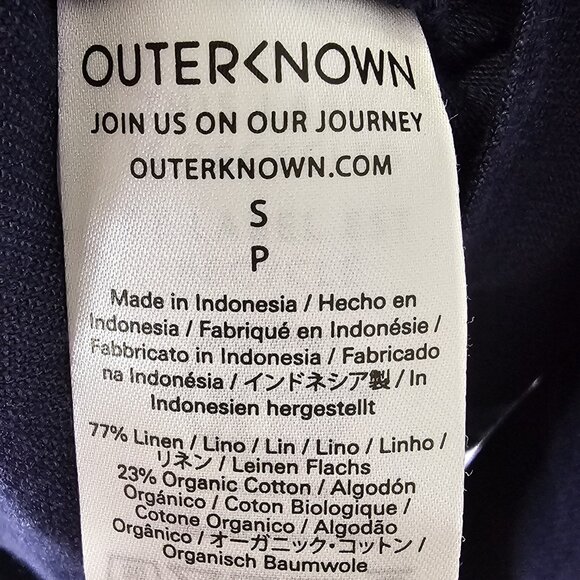 OUTERKNOWN
JOIN US ON OUR JOURNEY
OUTERKNOWN.COM
S
P
Made in Indonesia / Hecho en
Indonesia / Fabriqué en Indonésie /
Fabbricato in Indonesia / Fabricado
na Indonésia / インドネシア製 / In
Indonesien hergestellt
77% Linen / Lino / Lin / Lino / Linho /
リネン / Leinen Flachs
23% Organic Cotton / Algodón
Orgánico / Coton Biologique /
Cotone Organico / Algodão
Orgânico / オーガニック・コットン /
Organisch Baumwole